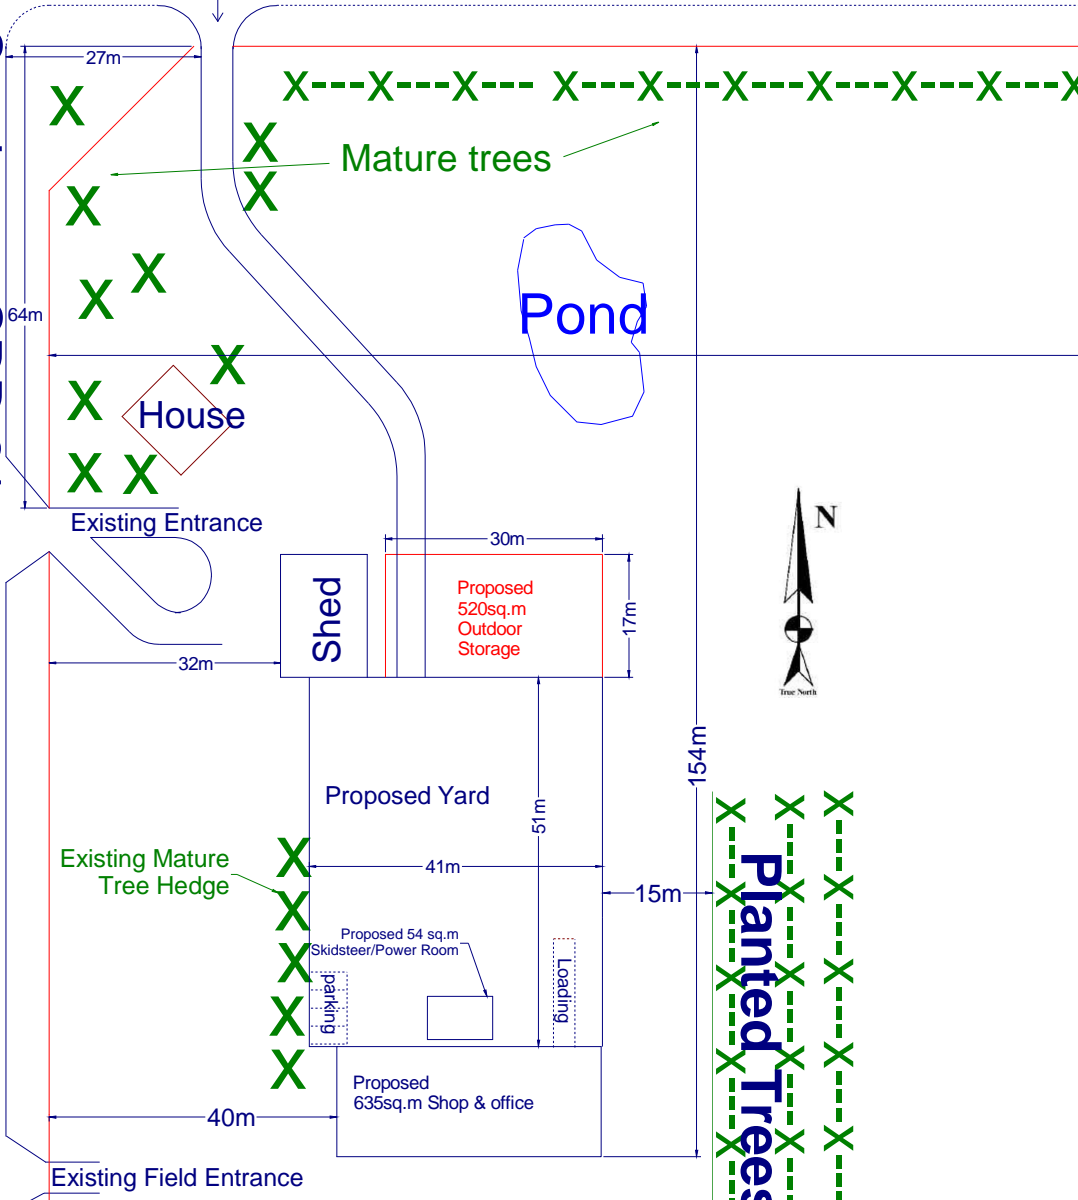 27m
X---X---X--- X---X---X---X---X---X---X
X
X
Mature trees
X
X
X
X
Pond
64m
X
X
House
X
X
N
Existing Entrance
30m
Shed
Proposed
520sq.m
Outdoor
Storage
17m
32m
True North
154m
Proposed Yard
51m
X
X
X
Existing Mature
Tree Hedge
X
41m
15m
X
X
X
X
X
Planted Trees
Proposed 54 sq.m
Skidsteer/Power Room
X
parking
Loading
X
X
X
X
X
X
X
X
Proposed
635sq.m Shop & office
40m
X
X
X
Existing Field Entrance